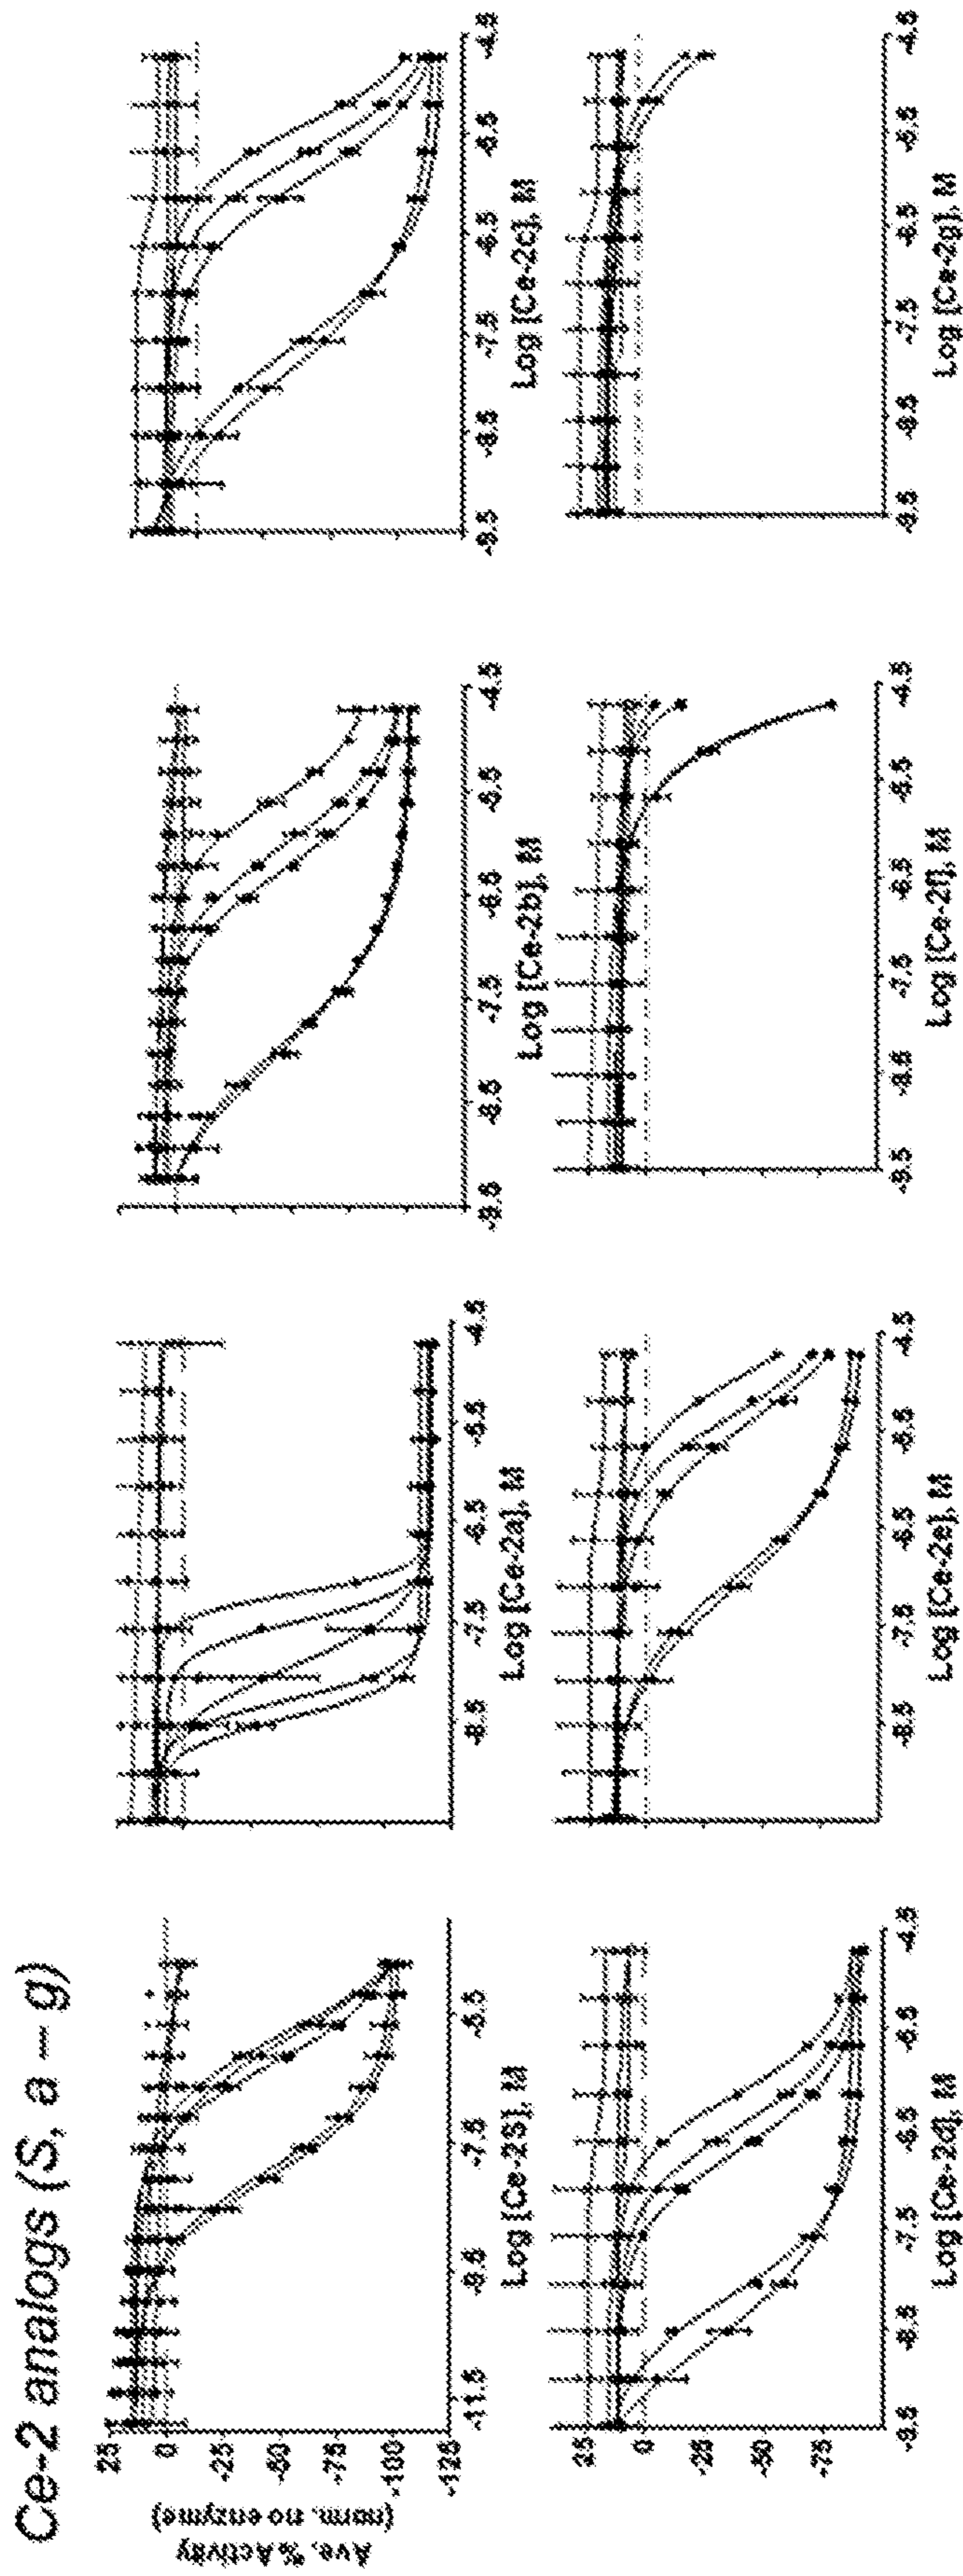 Ce-2 analogs (S, a – g)
Ave. % Activity
(norm. no enzyme)
25
0
-25
-50
-75
-100
-125
-11.5 -9.5 -7.5 -5.5
Log [Ce-2S], M
-8.5 -7.5 -6.5 -5.5 -4.5
Log [Ce-2a], M
-9.5 -8.5 -7.5 -6.5 -5.5 -4.5
Log [Ce-2b], M
-9.5 -8.5 -7.5 -6.5 -5.5 -4.5
Log [Ce-2c], M
25
0
-25
-50
-75
-9.5 -8.5 -7.5 -6.5 -5.5 -4.5
Log [Ce-2d], M
-8.5 -7.5 -6.5 -5.5 -4.5
Log [Ce-2e], M
-9.5 -8.5 -7.5 -6.5 -5.5 -4.5
Log [Ce-2f], M
-9.5 -8.5 -7.5 -6.5 -5.5 -4.5
Log [Ce-2g], M